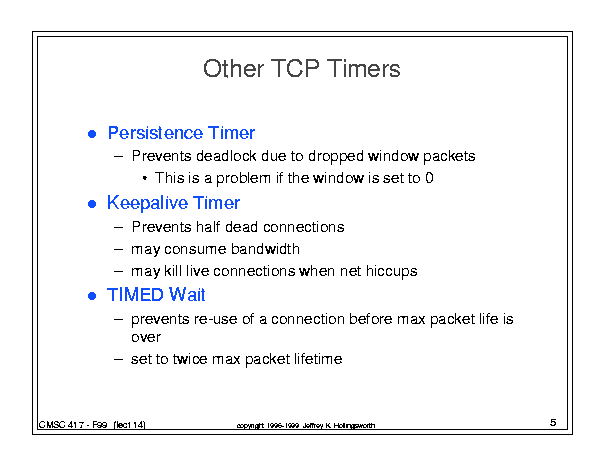 Other TCP Timers
● Persistence Timer
– Prevents deadlock due to dropped window packets
• This is a problem if the window is set to 0
● Keepalive Timer
– Prevents half dead connections
– may consume bandwidth
– may kill live connections when net hiccups
● TIMED Wait
– prevents re-use of a connection before max packet life is
over
– set to twice max packet lifetime
CMSC 417 - F99 (lect 14)
copyright 1996-1999 Jeffrey K. Hollingsworth
5